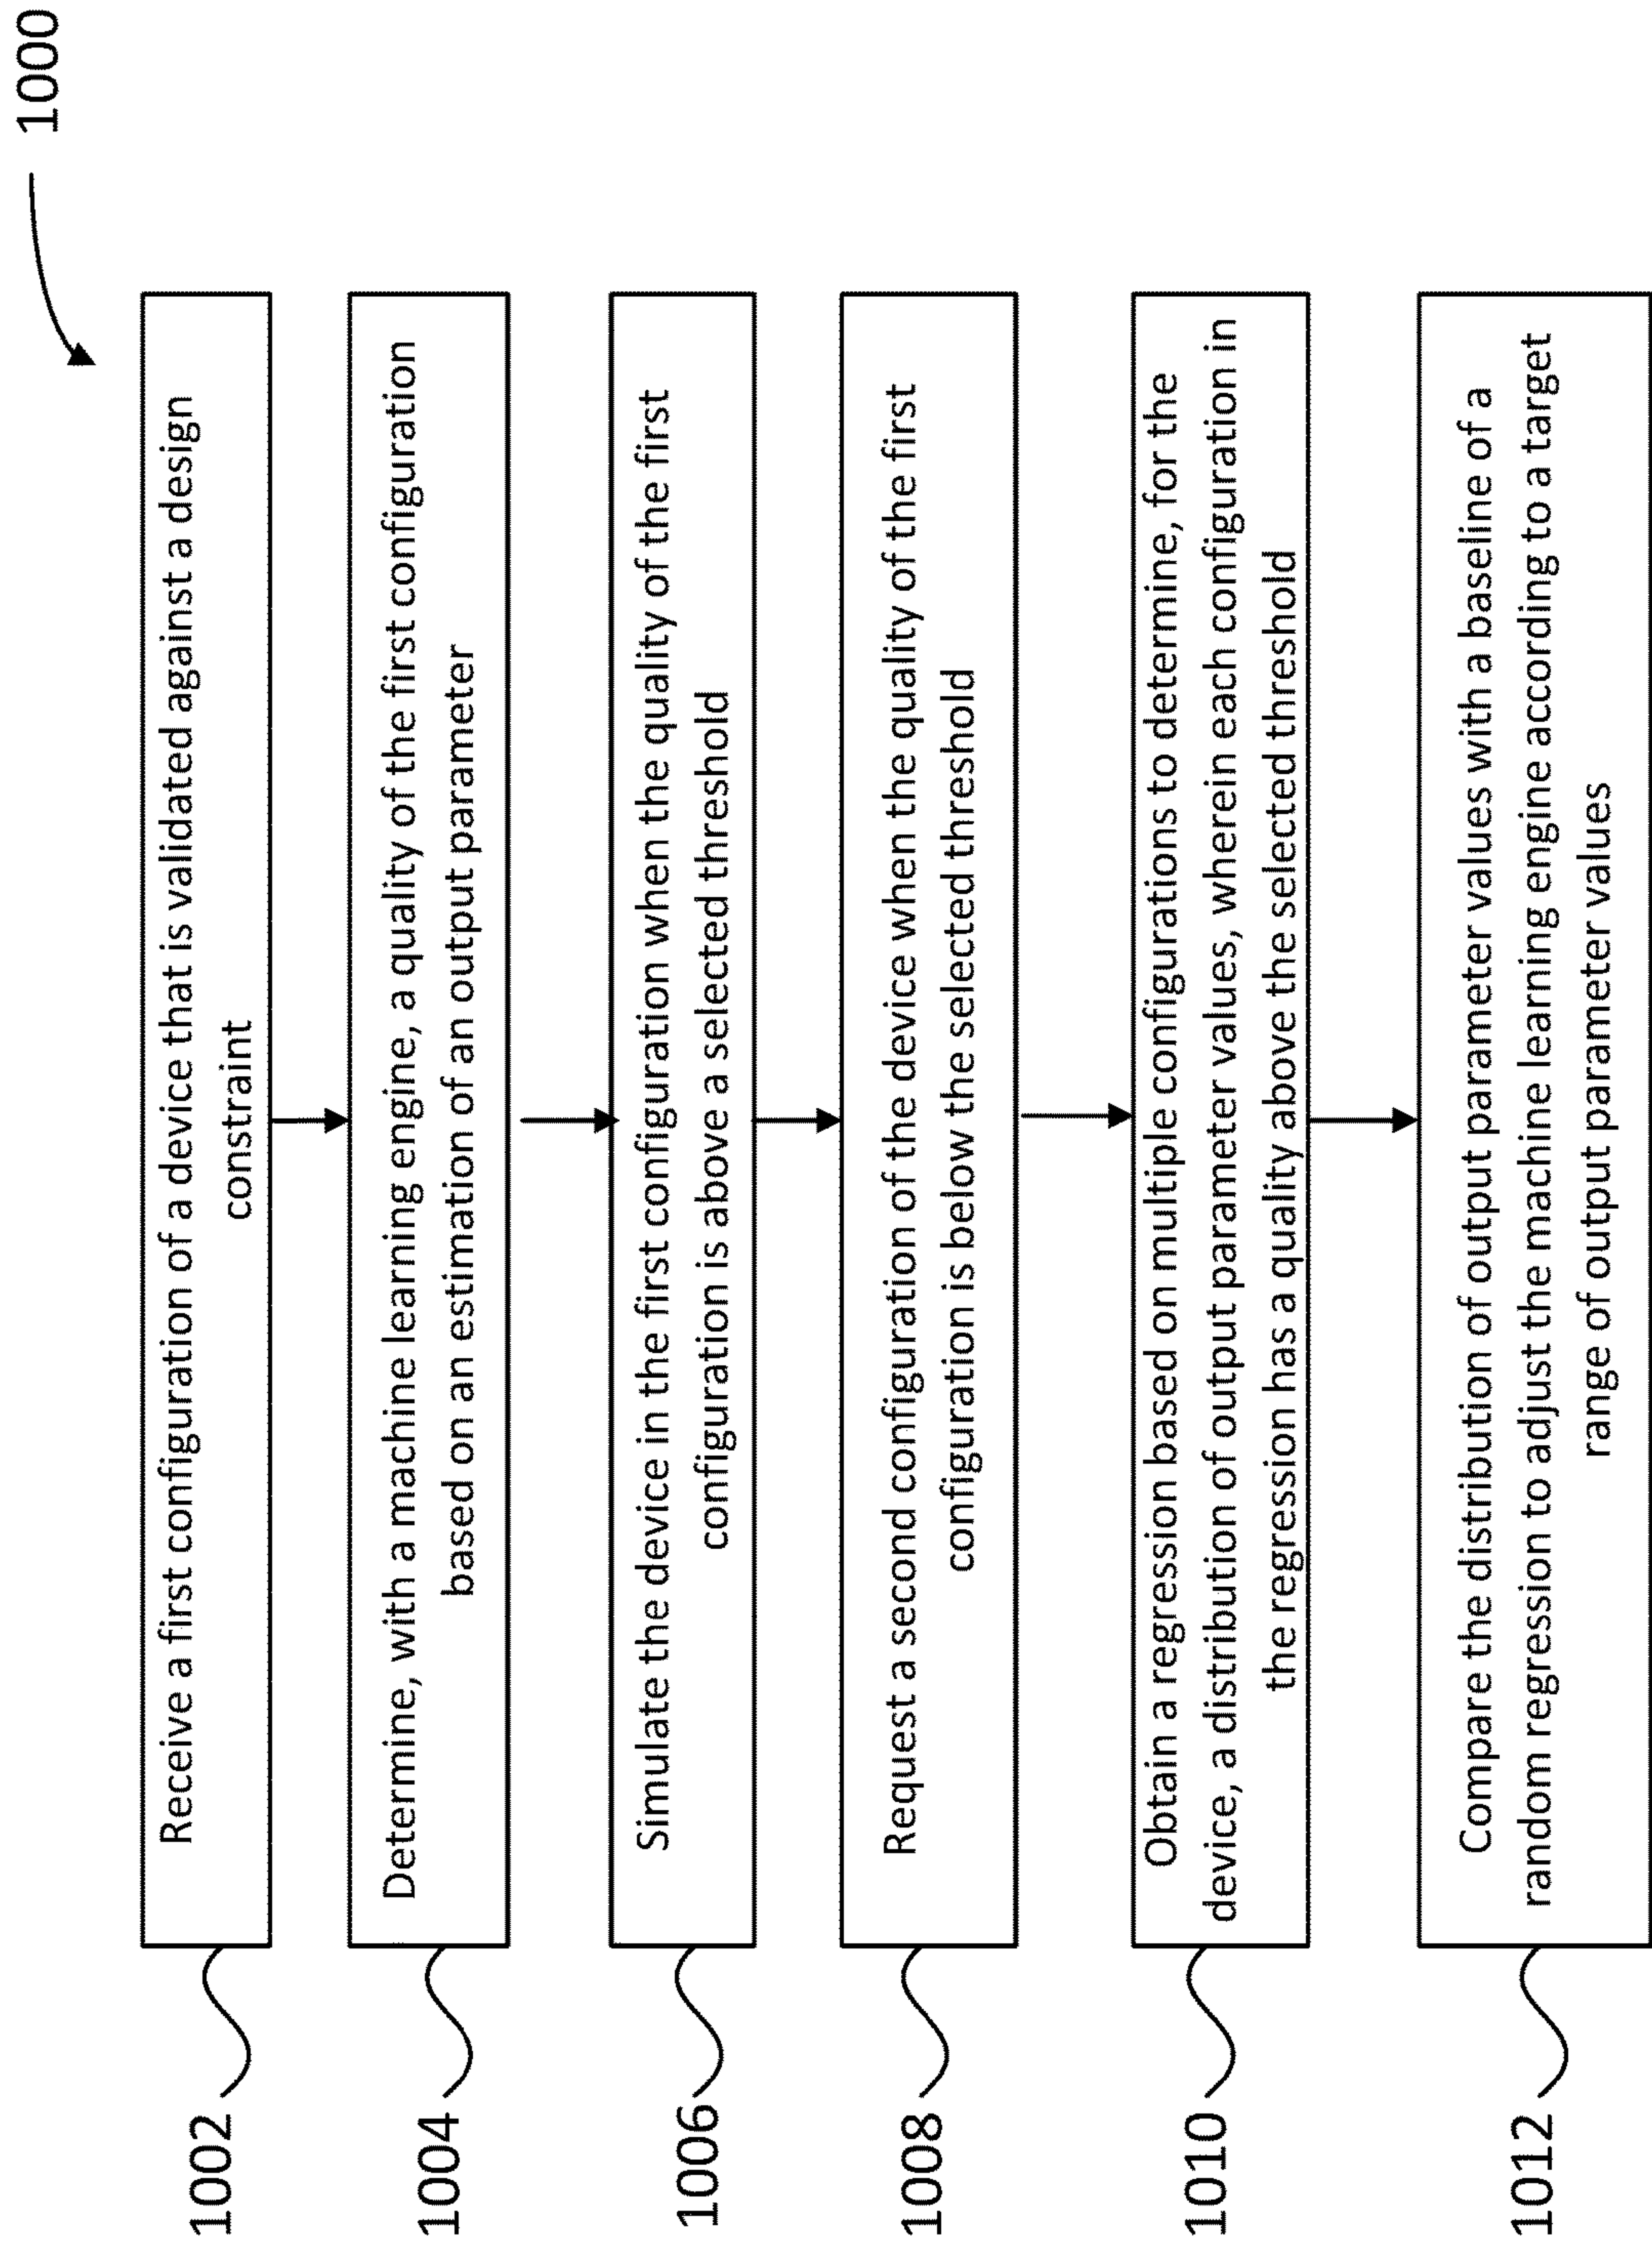 1000
1002
Receive a first configuration of a device that is validated against a design
constraint
1004
Determine, with a machine learning engine, a quality of the first configuration
based on an estimation of an output parameter
1006
Simulate the device in the first configuration when the quality of the first
configuration is above a selected threshold
1008
Request a second configuration of the device when the quality of the first
configuration is below the selected threshold
1010
Obtain a regression based on multiple configurations to determine, for the
device, a distribution of output parameter values, wherein each configuration in
the regression has a quality above the selected threshold
1012
Compare the distribution of output parameter values with a baseline of a
random regression to adjust the machine learning engine according to a target
range of output parameter values